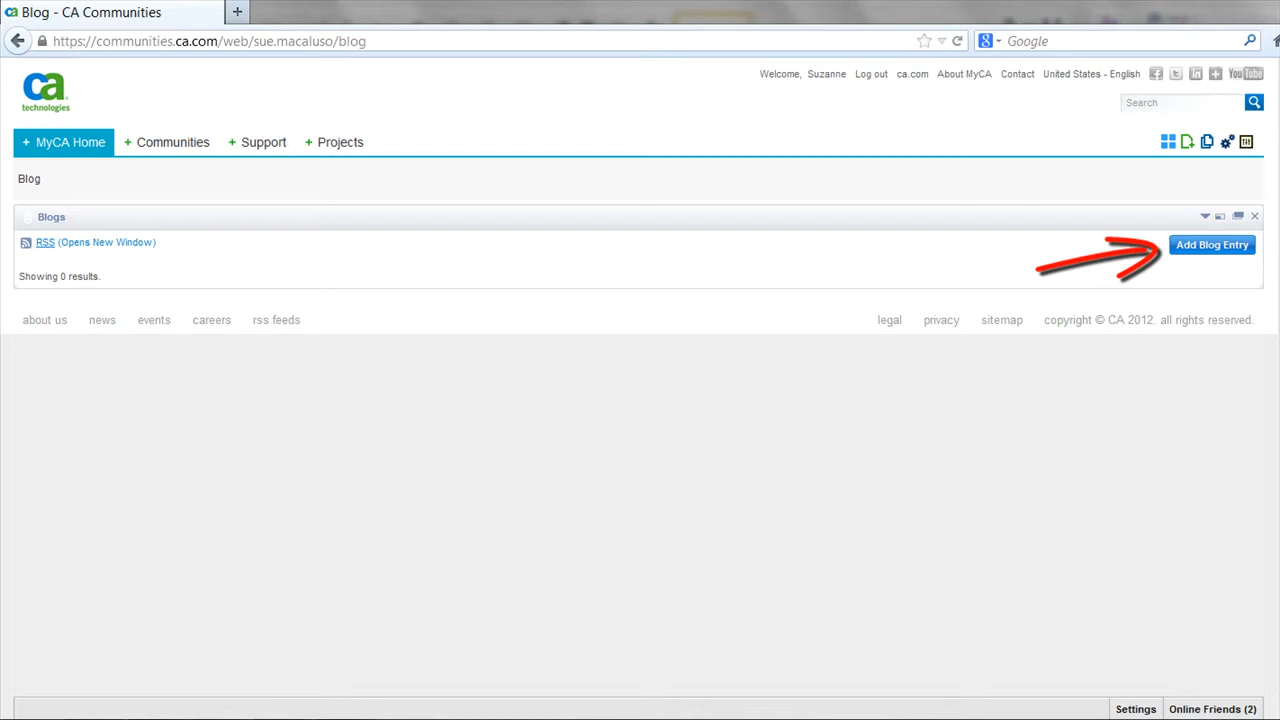 Blog - CA Communities
https://communities.ca.com/web/sue.macaluso/blog
Google
ca technologies
Welcome, Suzanne Log out ca.com About MyCA Contact United States - English You Tube
Search
+ MyCA Home + Communities + Support + Projects
Blog
Blogs
RSS (Opens New Window)
Add Blog Entry
Showing 0 results.
about us news events careers rss feeds legal privacy sitemap copyright © CA 2012. all rights reserved.
Settings Online Friends (2)